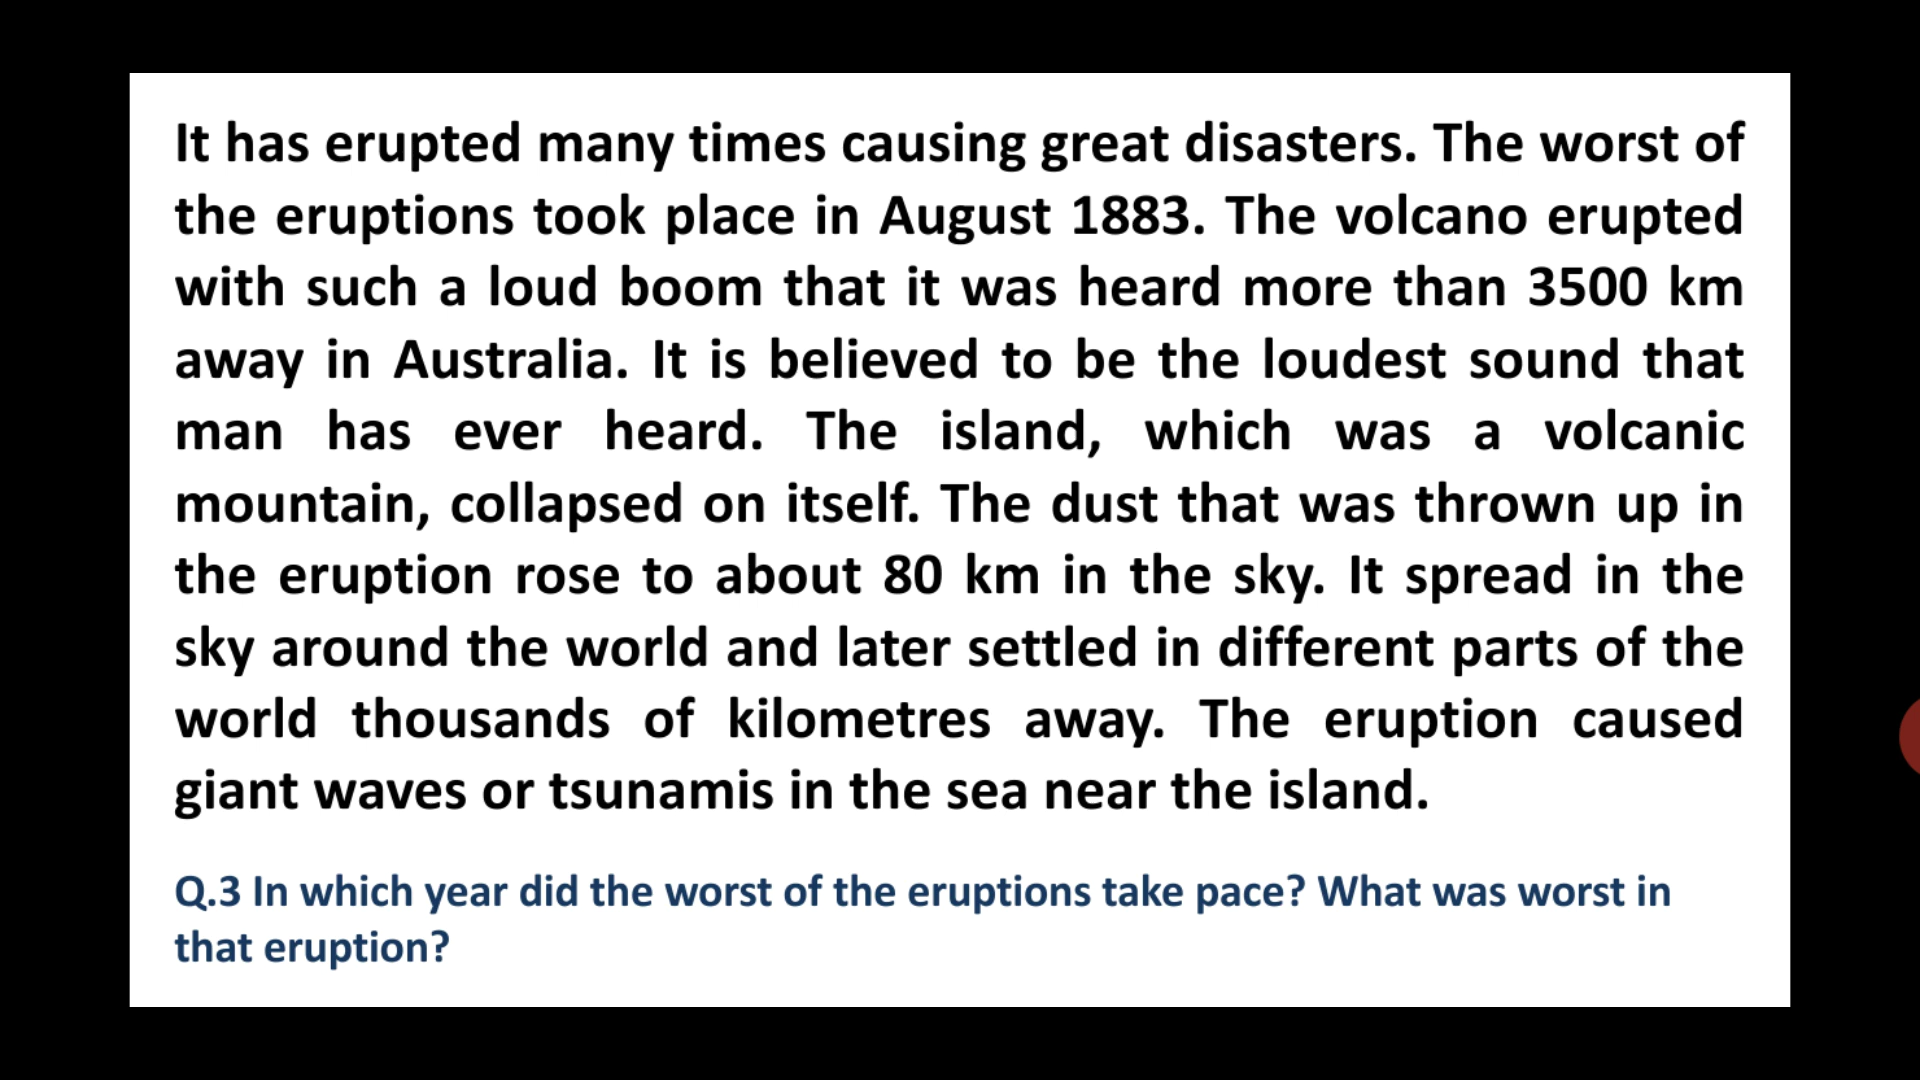 It has erupted many times causing great disasters. The worst of
the eruptions took place in August 1883. The volcano erupted
with such a loud boom that it was heard more than 3500 km
away in Australia. It is believed to be the loudest sound that
man has ever heard. The island, which was a volcanic
mountain, collapsed on itself. The dust that was thrown up in
the eruption rose to about 80 km in the sky. It spread in the
sky around the world and later settled in different parts of the
world thousands of kilometres away. The eruption caused
giant waves or tsunamis in the sea near the island.
Q.3 In which year did the worst of the eruptions take pace? What was worst in
that eruption?